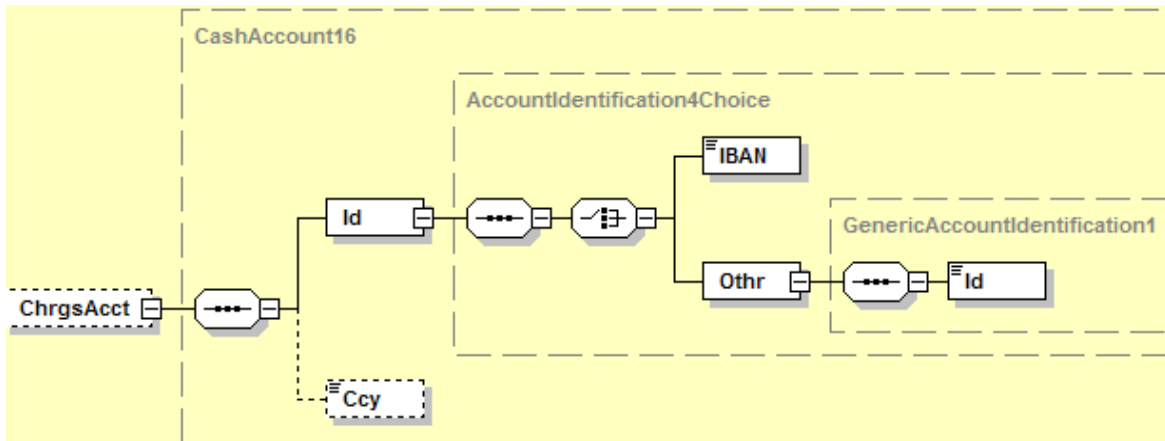 CashAccount16
AccountIdentification4Choice
IBAN
Id
GenericAccountIdentification1
Othr
Id
ChrgsAcct
Ccy